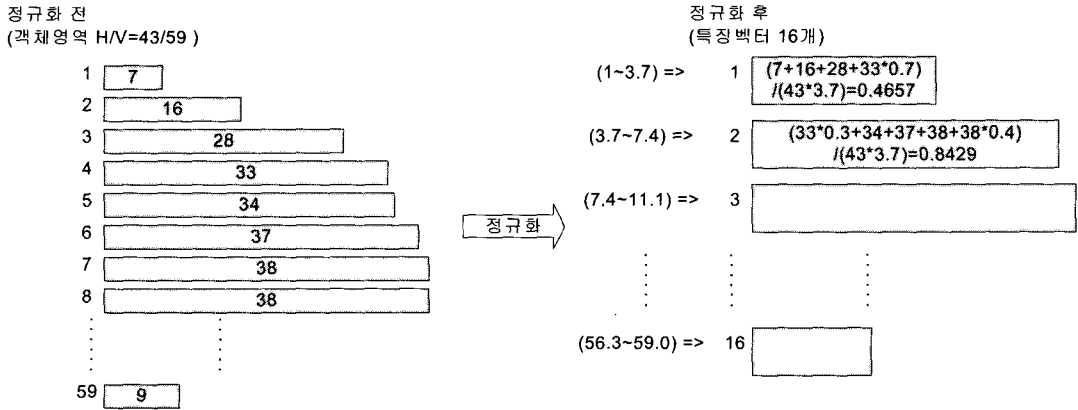 정규화 전
(객체영역 H/V=43/59 )
1 7
2 16
3 28
4 33
5 34
6 37
7 38
8 38
59 9
정규화
정규화 후
(특징벡터 16개)
(1~3.7) => 1 (7+16+28+33*0.7)
/(43*3.7)=0.4657
(3.7~7.4) => 2 (33*0.3+34+37+38+38*0.4)
/(43*3.7)=0.8429
(7.4~11.1) => 3
(56.3~59.0) => 16